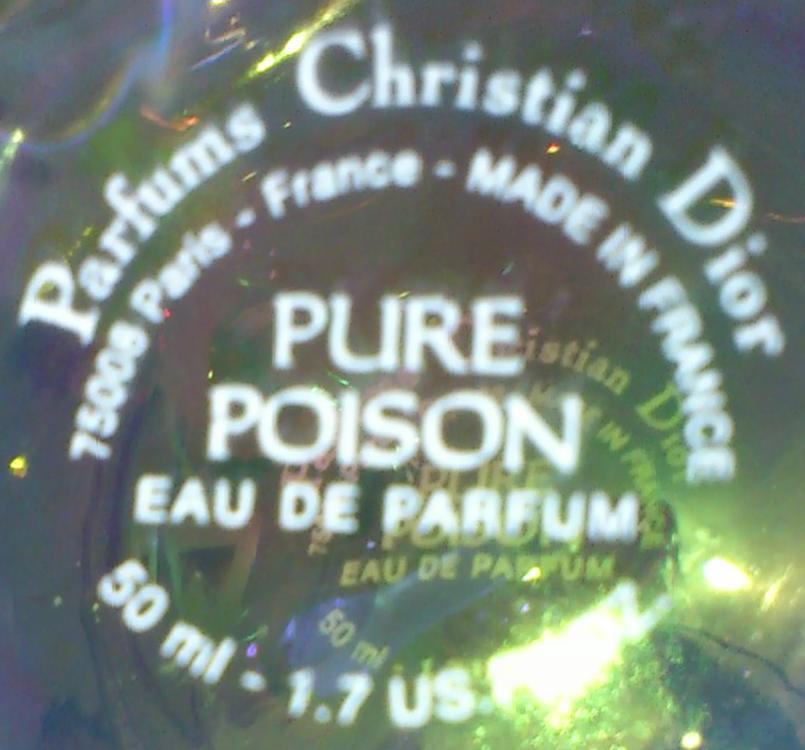 Parfums Christian Dior
75008 Paris - France - MADE IN FRANCE
PURE
POISON
EAU DE PARFUM
50 ml - 1.7 US.